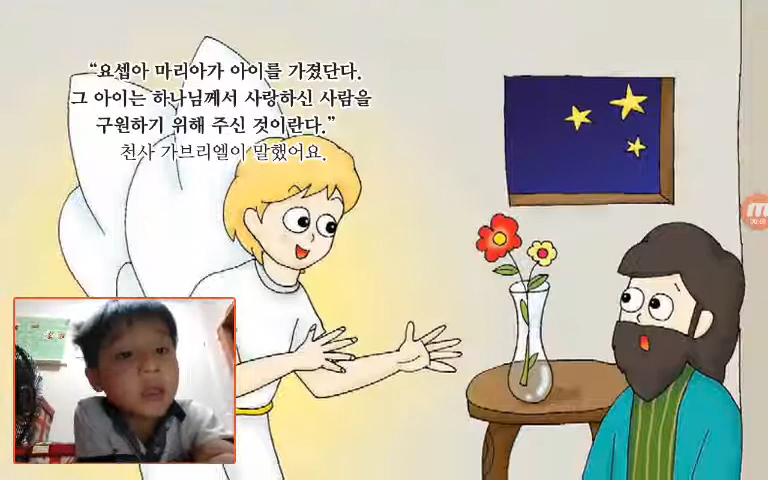 “요셉아 마리아가 아이를 가졌단다.
그 아이는 하나님께서 사랑하신 사람을
구원하기 위해 주신 것이란다.”
천사 가브리엘이 말했어요.